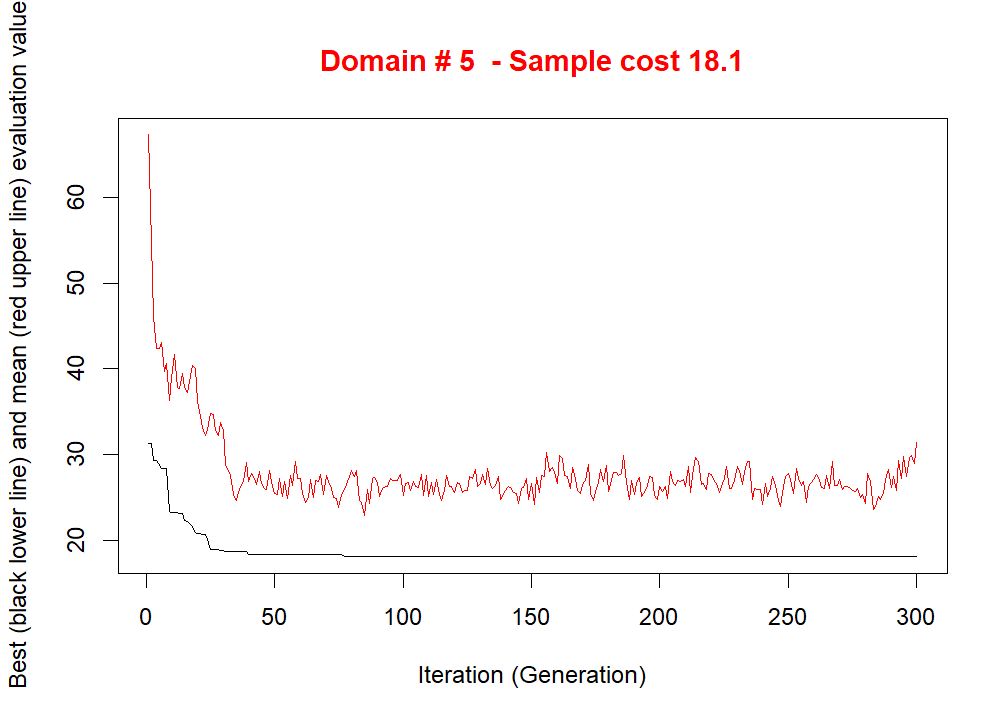 Domain # 5  - Sample cost 18.1
Best (black lower line) and mean (red upper line) evaluation value
60
50
40
30
20
0 50 100 150 200 250 300
Iteration (Generation)